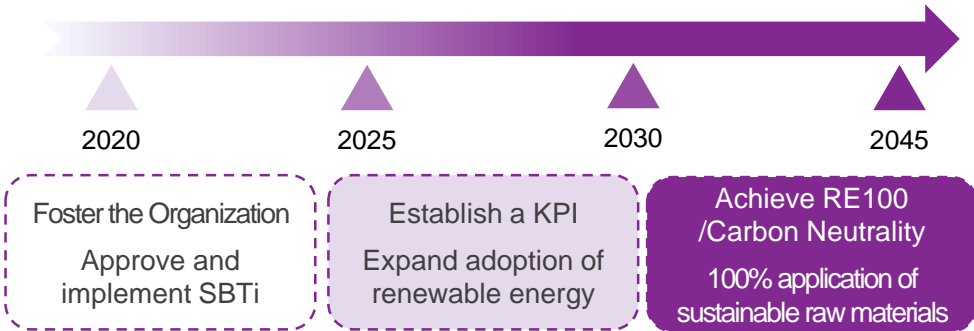 2020
2025
2030
2045
Foster the Organization
Approve and
implement SBTi
Establish a KPI
Expand adoption of
renewable energy
Achieve RE100
/Carbon Neutrality
100% application of
sustainable raw materials